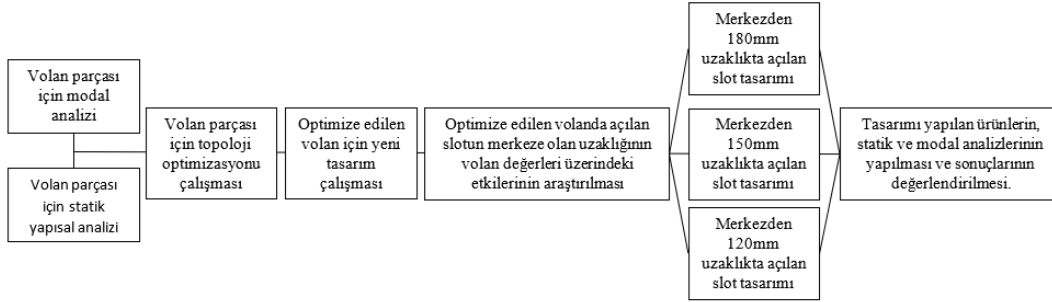 Volan parçası
için modal
analizi
Volan parçası
için statik
yapısal analizi
Volan parçası
için topoloji
optimizasyonu
çalışması
Optimize edilen
volan için yeni
tasarım
çalışması
Optimize edilen volanda açılan
slotun merkeze olan uzaklığının
volan değerleri üzerindeki
etkilerinin araştırılması
Merkezden
180mm
uzaklıkta açılan
slot tasarımı
Merkezden
150mm
uzaklıkta açılan
slot tasarımı
Merkezden
120mm
uzaklıkta açılan
slot tasarımı
Tasarımı yapılan ürünlerin,
statik ve modal analizlerinin
yapılması ve sonuçlarının
değerlendirilmesi.